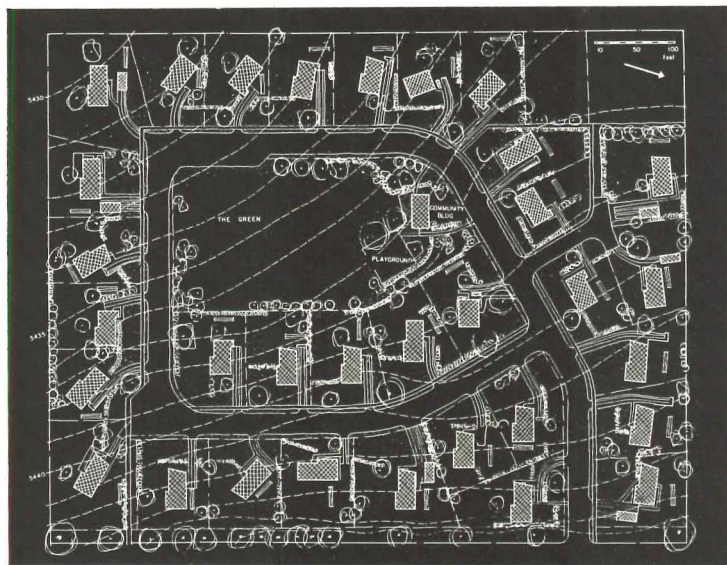 0 50 100
feet
5430
THE GREEN
COMMUNITY
BLDG
PLAYGROUND
5435
5440